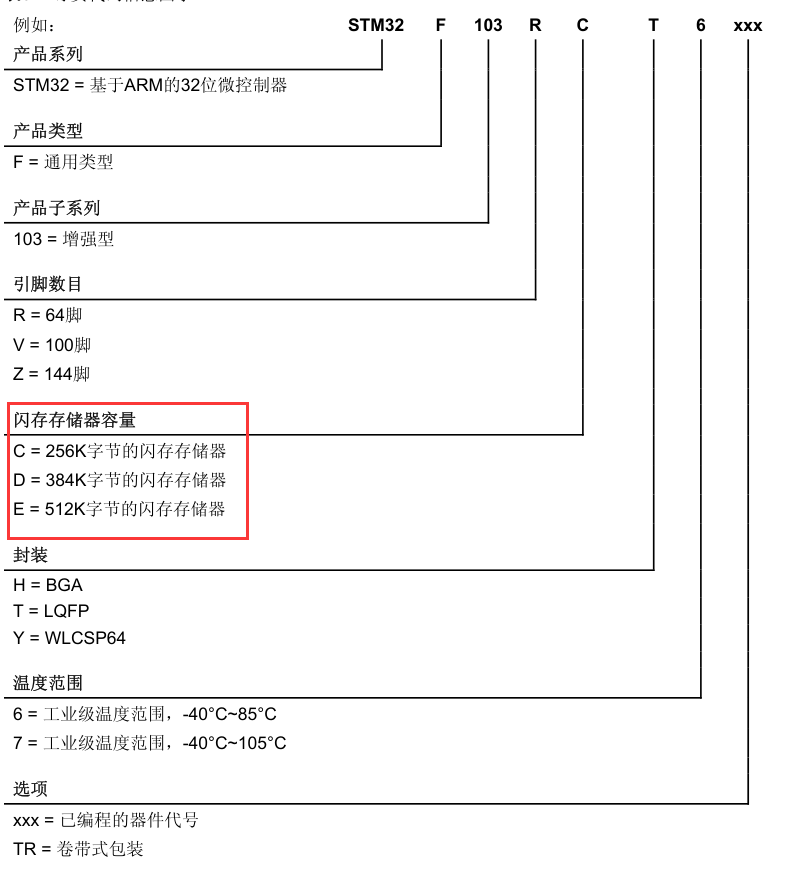 例如: STM32 F 103 R C T 6 xxx
产品系列
STM32 = 基于ARM的32位微控制器
产品类型
F = 通用类型
产品子系列
103 = 增强型
引脚数目
R = 64脚
V = 100脚
Z = 144脚
闪存存储器容量
C = 256K字节的闪存存储器
D = 384K字节的闪存存储器
E = 512K字节的闪存存储器
封装
H = BGA
T = LQFP
Y = WLCSP64
温度范围
6 = 工业级温度范围，-40°C~85°C
7 = 工业级温度范围，-40°C~105°C
选项
xxx = 已编程的器件代号
TR = 卷带式包装